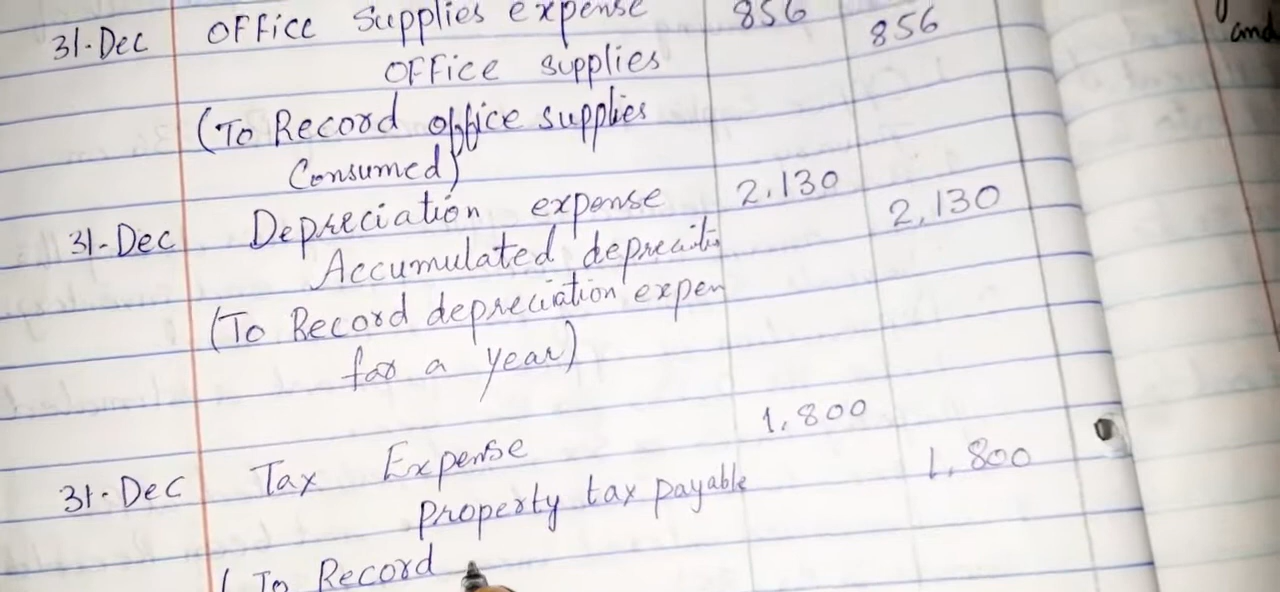 31-Dec Office Supplies expense 856
Office supplies 856
(To Record office supplies
Consumed)
31-Dec Depreciation expense 2,130
Accumulated depreciatio 2,130
(To Record depreciation expen
for a year)
31-Dec Tax Expense 1,800
Property tax payable 1,800
(To Record
and